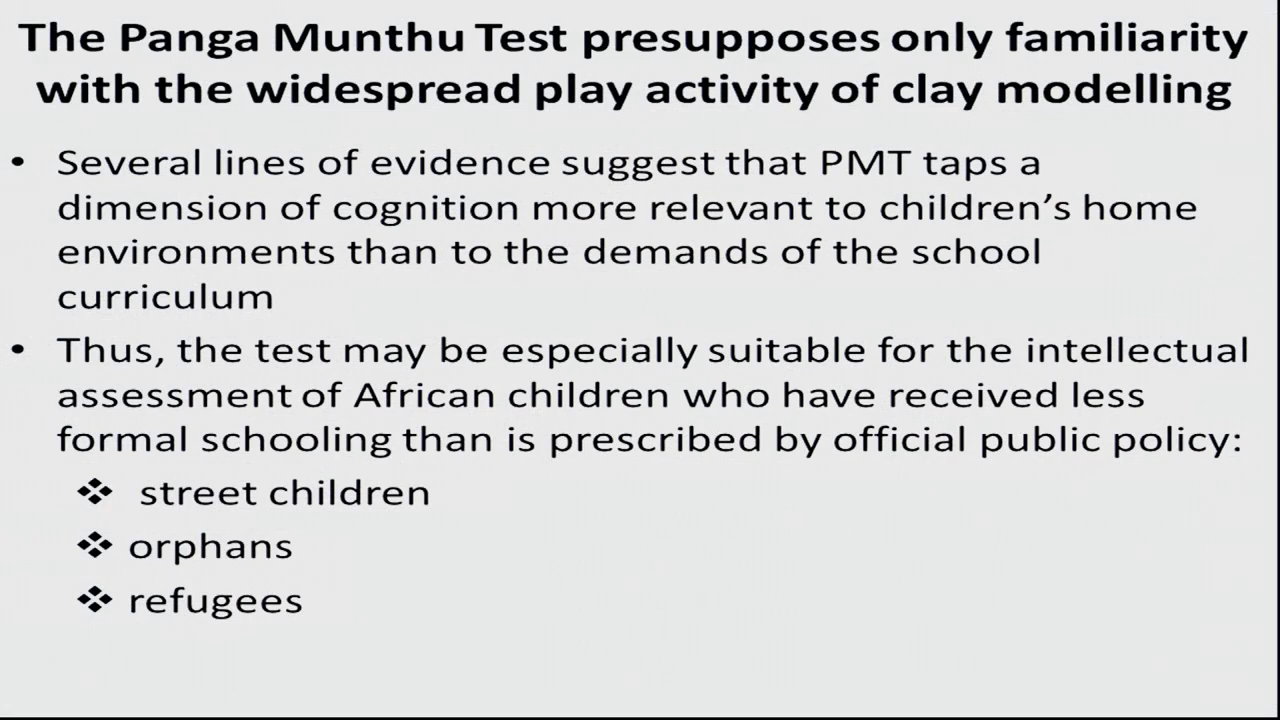 The Panga Munthu Test presupposes only familiarity
with the widespread play activity of clay modelling
• Several lines of evidence suggest that PMT taps a
dimension of cognition more relevant to children’s home
environments than to the demands of the school
curriculum
• Thus, the test may be especially suitable for the intellectual
assessment of African children who have received less
formal schooling than is prescribed by official public policy:
❖ street children
❖ orphans
❖ refugees